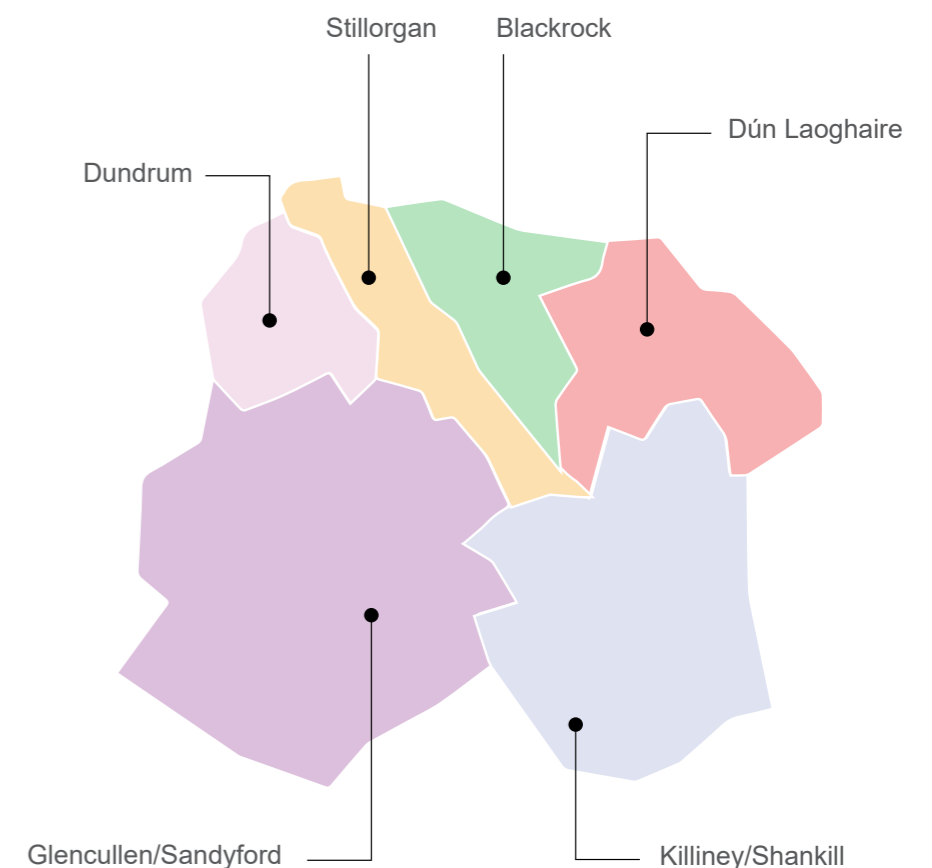 Stillorgan
Blackrock
Dún Laoghaire
Dundrum
Glencullen/Sandyford
Killiney/Shankill